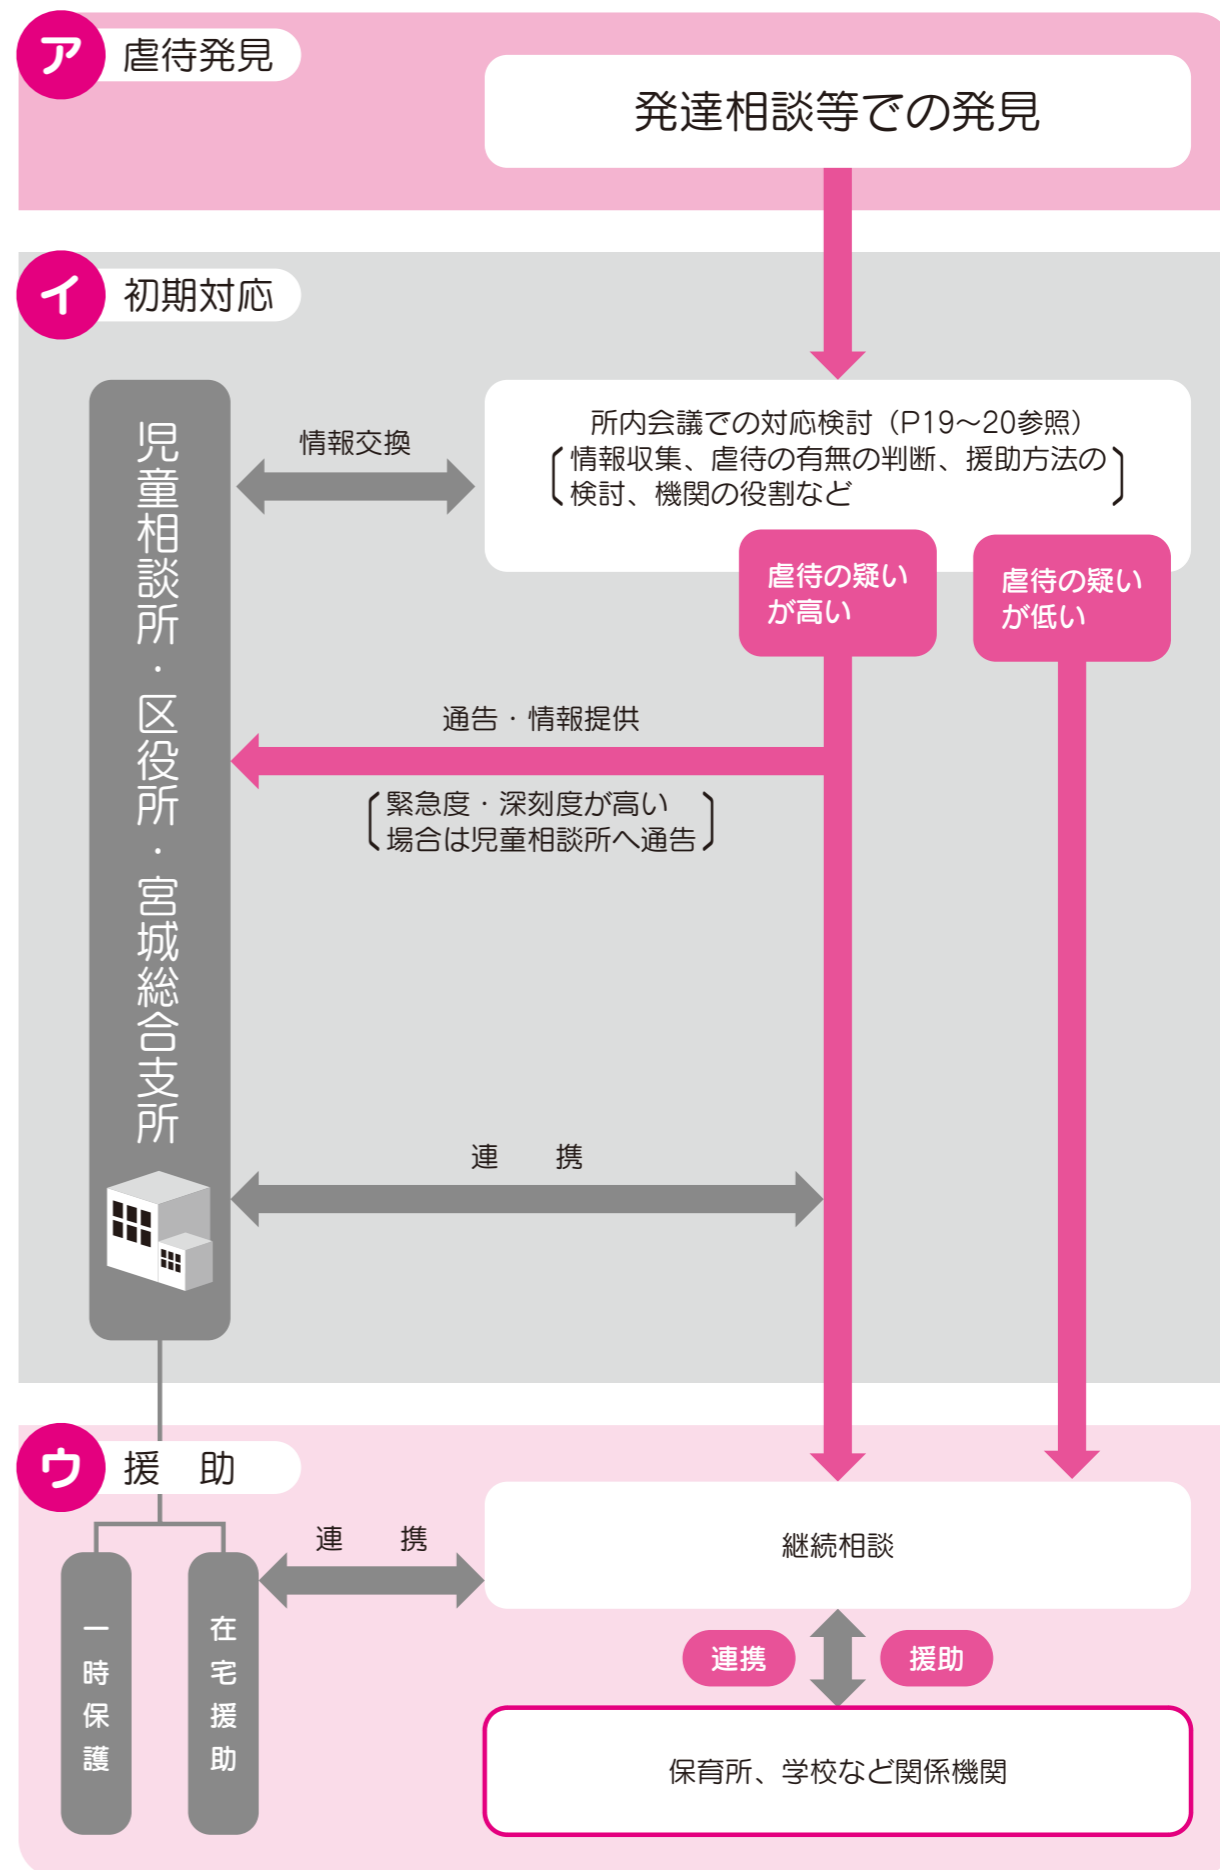 ア 虐待発見
発達相談等での発見
イ 初期対応
児童相談所・区役所・宮城総合支所
情報交換
所内会議での対応検討（P19～20参照）
情報収集、虐待の有無の判断、援助方法の
検討、機関の役割など
虐待の疑い
が高い
虐待の疑い
が低い
通告・情報提供
緊急度・深刻度が高い
場合は児童相談所へ通告
連　携
ウ 援　助
一時保護
在宅援助
連　携
継続相談
連携
援助
保育所、学校など関係機関